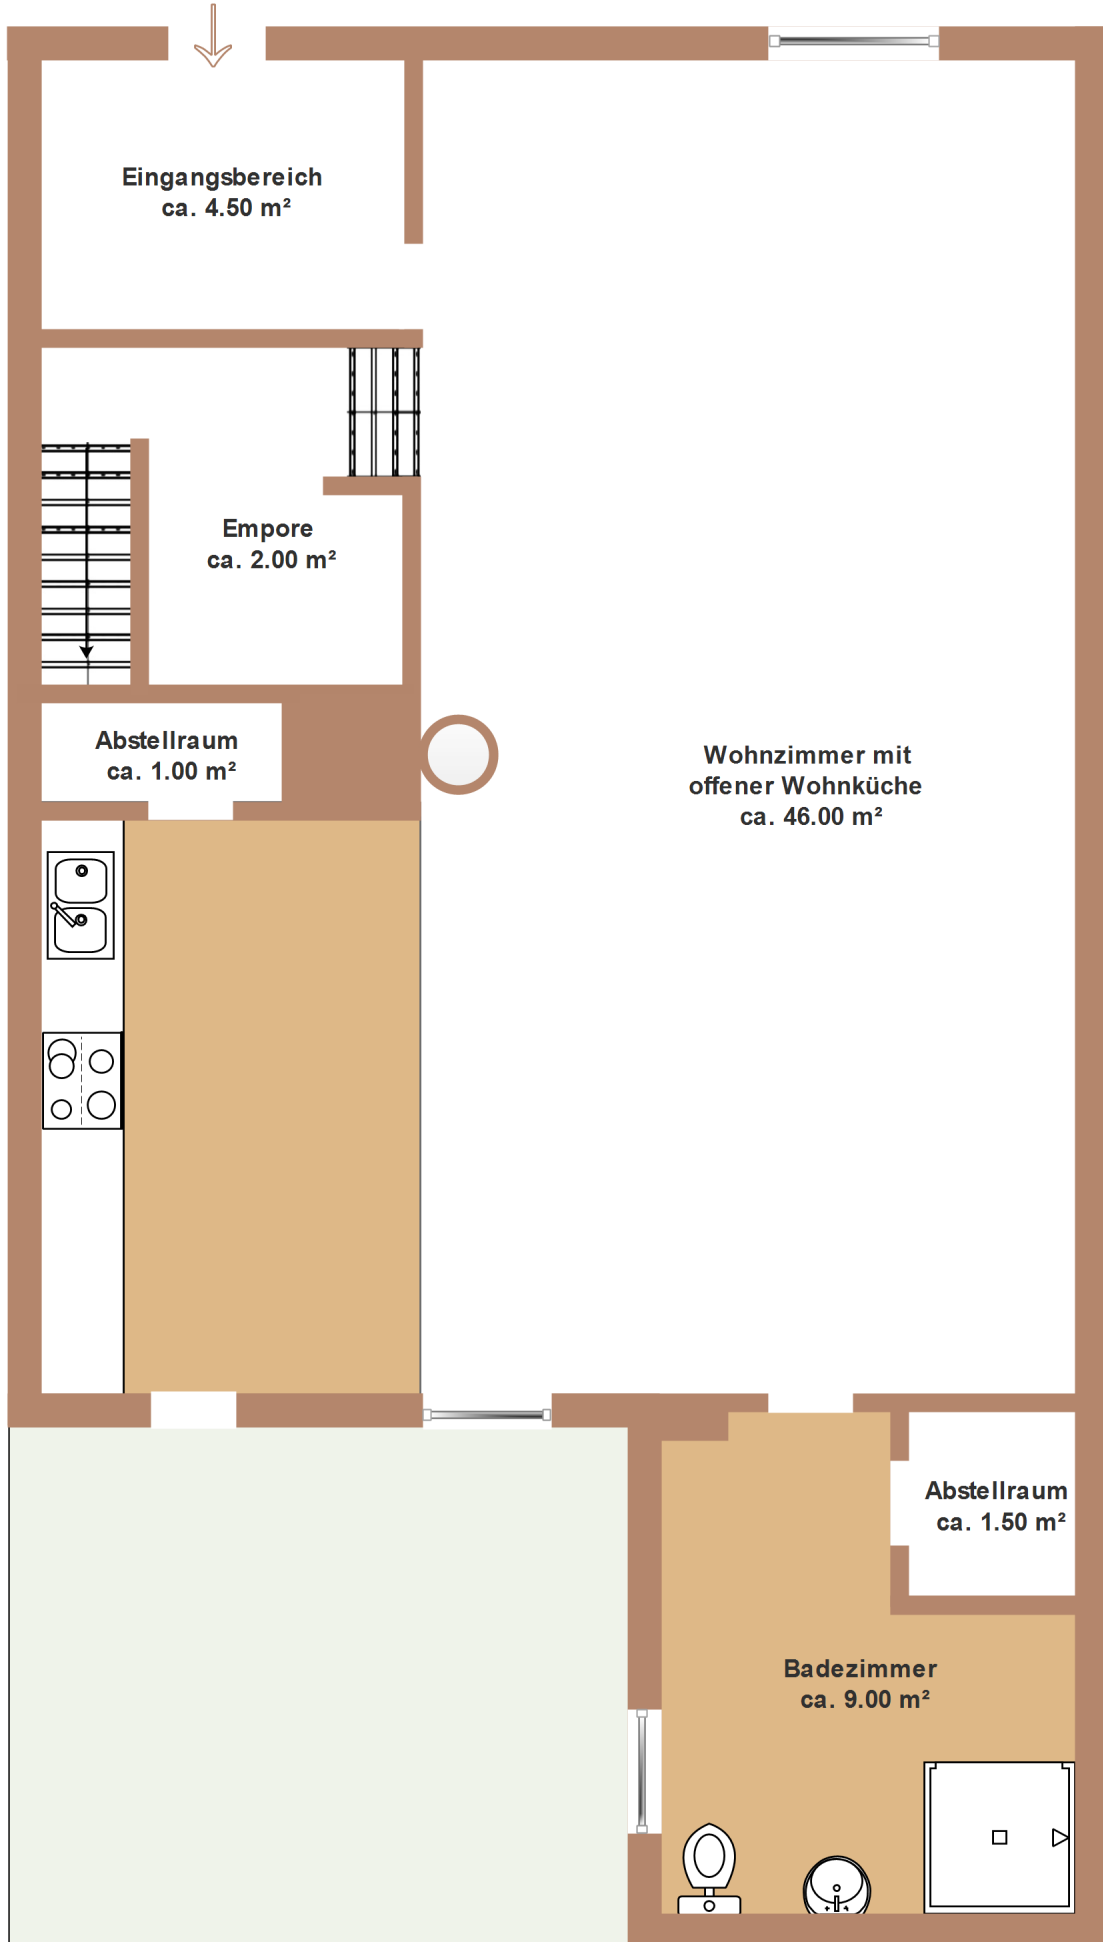 Eingangsbereich
ca. 4.50 m²
Empore
ca. 2.00 m²
Abstellraum
ca. 1.00 m²
Wohnzimmer mit
offener Wohnküche
ca. 46.00 m²
Abstellraum
ca. 1.50 m²
Badezimmer
ca. 9.00 m²